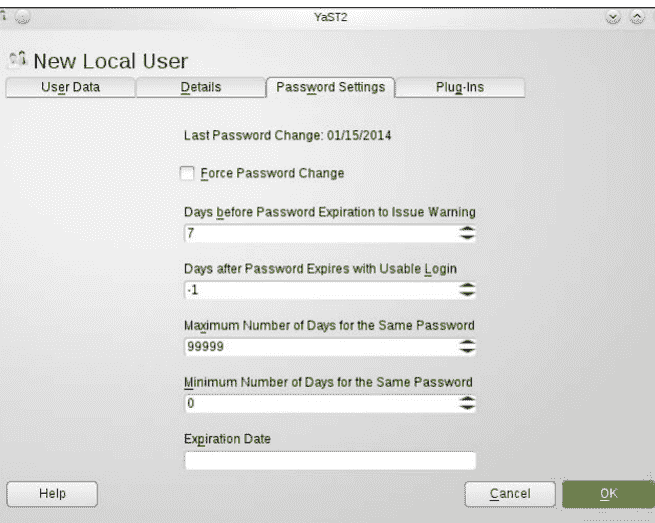 YaST2
New Local User
User Data Details Password Settings Plug-Ins
Last Password Change: 01/15/2014
Force Password Change
Days before Password Expiration to Issue Warning
7
Days after Password Expires with Usable Login
-1
Maximum Number of Days for the Same Password
99999
Minimum Number of Days for the Same Password
0
Expiration Date
Help Cancel OK